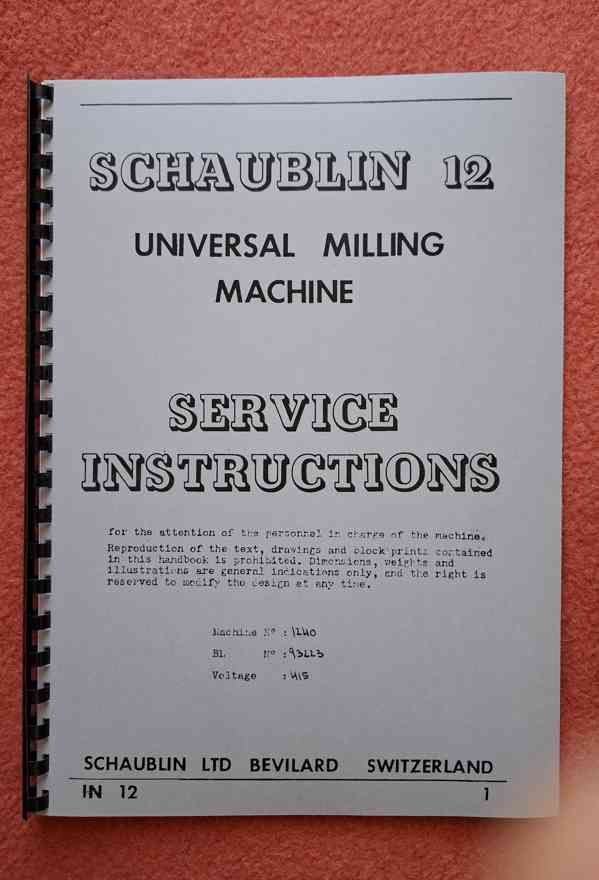 SCHAUBLIN 12
UNIVERSAL MILLING
MACHINE
SERVICE
INSTRUCTIONS
for the attention of the personnel in charge of the machine.
Reproduction of the text, drawings and block prints contained
in this handbook is prohibited. Dimensions, weights and
illustrations are general indications only, and the right is
reserved to modify the design at any time.
Machine N° :
BL N° :
Voltage : 415
SCHAUBLIN LTD BEVILARD SWITZERLAND
IN 12 1